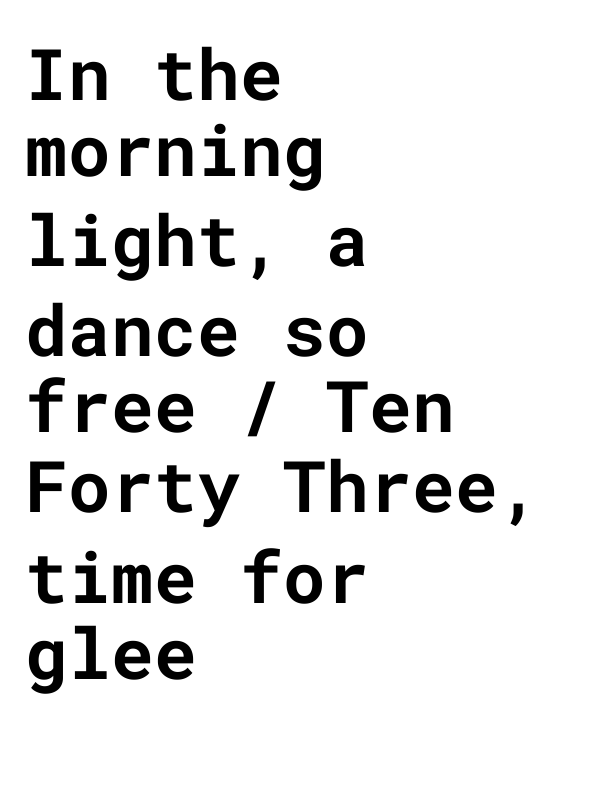 In the
morning
light, a
dance so
free / Ten
Forty Three,
time for
glee